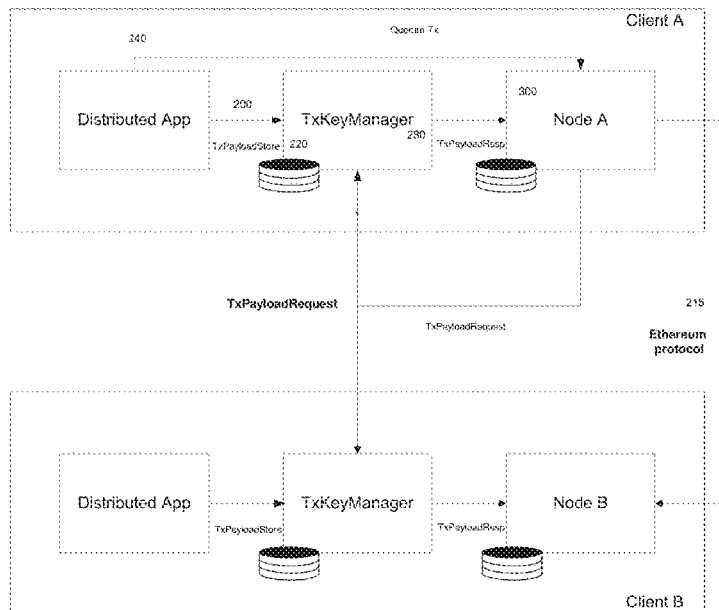 Client A
240
Quorum Tx
200
300
Distributed App
TxKeyManager
Node A
TxPayloadStore
220
230
TxPayloadResp
TxPayloadRequest
TxPayloadRequest
215
Ethereum
protocol
Distributed App
TxKeyManager
Node B
TxPayloadStore
TxPayloadResp
Client B